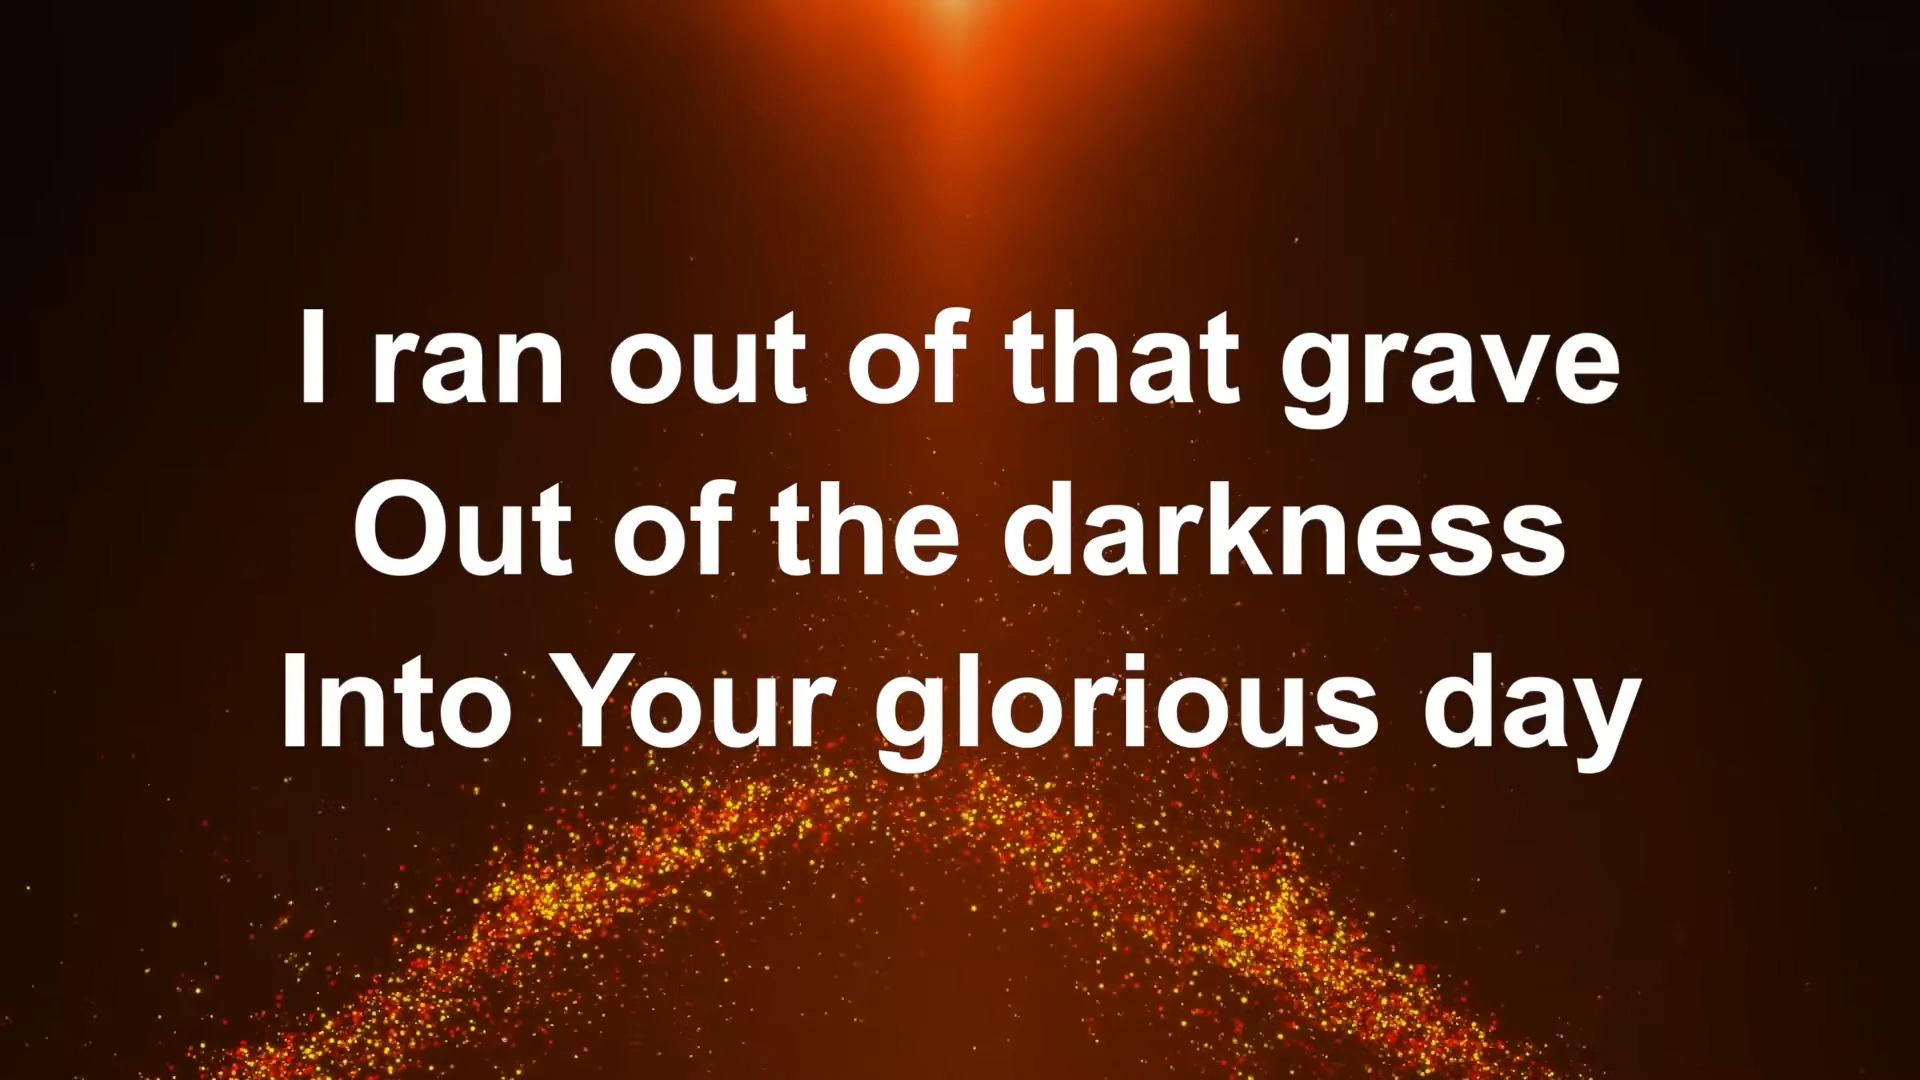 I ran out of that grave
Out of the darkness
Into Your glorious day